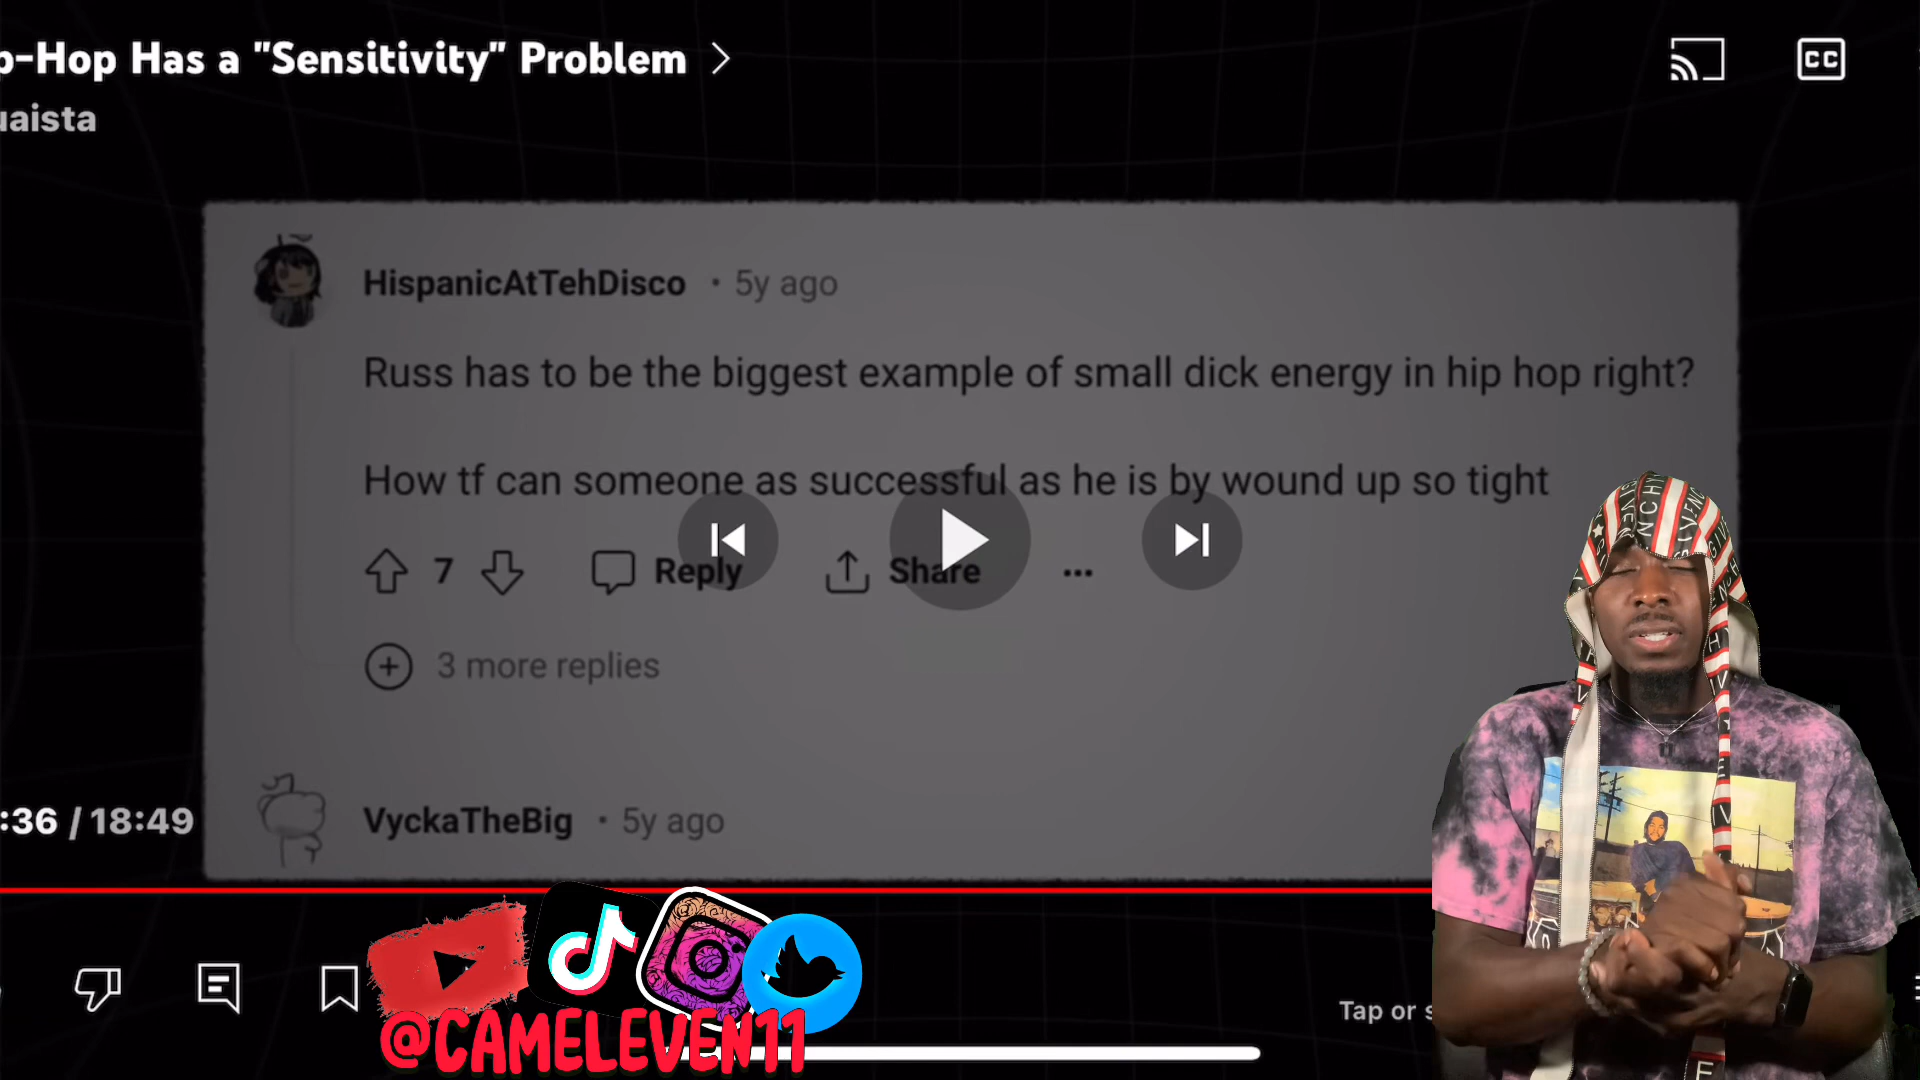 p-Hop Has a "Sensitivity" Problem
uaista
CC
HispanicAtTehDisco • 5y ago
Russ has to be the biggest example of small dick energy in hip hop right?
How tf can someone as successful as he is by wound up so tight
7 Reply Share
3 more replies
:36 / 18:49
VyckaTheBig • 5y ago
Tap or s
@CAMELEVEN11